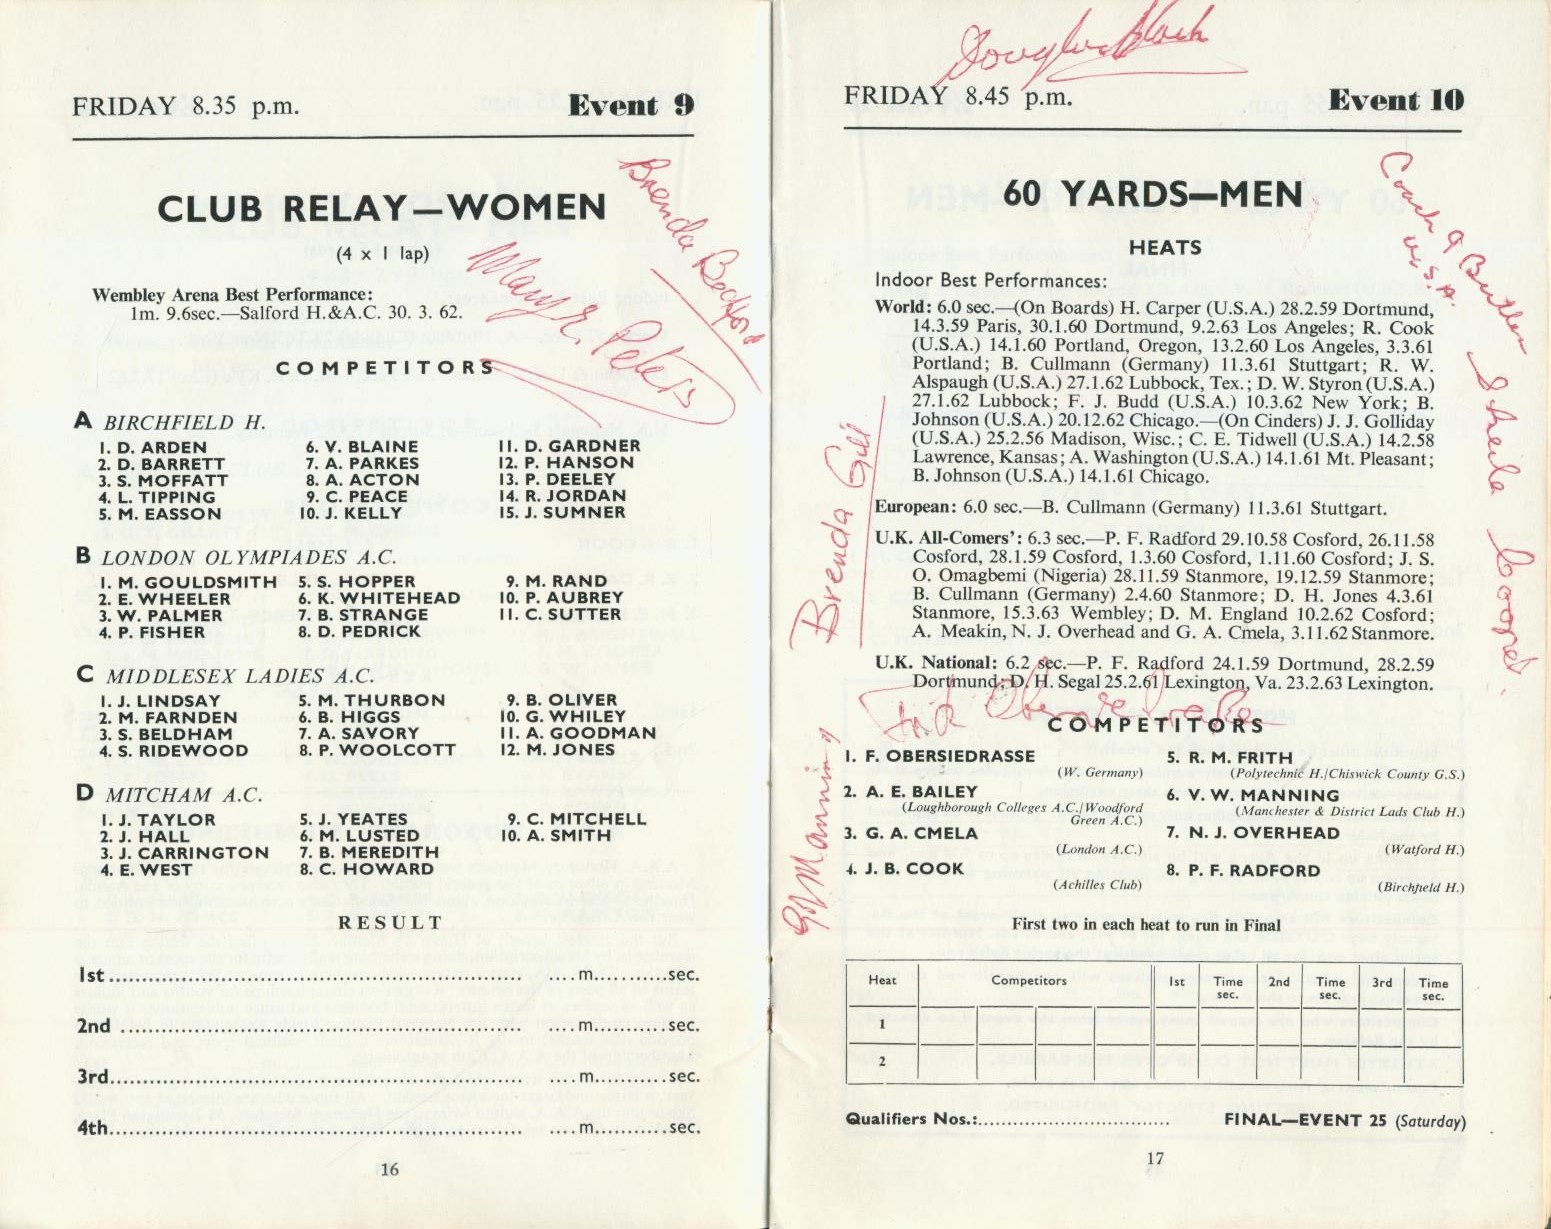 FRIDAY 8.35 p.m. Event 9
CLUB RELAY—WOMEN
(4 x 1 lap)
Brenda Bedford
Mary E. Peters
Wembley Arena Best Performance:
1m. 9.6sec.—Salford H.&A.C. 30. 3. 62.
COMPETITORS
A BIRCHFIELD H.
1. D. ARDEN 6. V. BLAINE 11. D. GARDNER
2. D. BARRETT 7. A. PARKES 12. P. HANSON
3. S. MOFFATT 8. A. ACTON 13. P. DEELEY
4. L. TIPPING 9. C. PEACE 14. R. JORDAN
5. M. EASSON 10. J. KELLY 15. J. SUMNER
B LONDON OLYMPIADES A.C.
1. M. GOULDSMITH 5. S. HOPPER 9. M. RAND
2. E. WHEELER 6. K. WHITEHEAD 10. P. AUBREY
3. W. PALMER 7. B. STRANGE 11. C. SUTTER
4. P. FISHER 8. D. PEDRICK
C MIDDLESEX LADIES A.C.
1. J. LINDSAY 5. M. THURBON 9. B. OLIVER
2. M. FARNDEN 6. B. HIGGS 10. G. WHILEY
3. S. BELDHAM 7. A. SAVORY 11. A. GOODMAN
4. S. RIDEWOOD 8. P. WOOLCOTT 12. M. JONES
D MITCHAM A.C.
1. J. TAYLOR 5. J. YEATES 9. C. MITCHELL
2. J. HALL 6. M. LUSTED 10. A. SMITH
3. J. CARRINGTON 7. B. MEREDITH
4. E. WEST 8. C. HOWARD
RESULT
1st.................................................. ....m..........sec.
2nd .................................................. ....m..........sec.
3rd.................................................. ....m..........sec.
4th.................................................. ....m..........sec.
16
FRIDAY 8.45 p.m. Event 10
60 YARDS—MEN
HEATS
Coach G Butler
U.S.A.
Sheila Cooper
Brenda Gill
Manning
Indoor Best Performances:
World: 6.0 sec.—(On Boards) H. Carper (U.S.A.) 28.2.59 Dortmund,
14.3.59 Paris, 30.1.60 Dortmund, 9.2.63 Los Angeles; R. Cook
(U.S.A.) 14.1.60 Portland, Oregon, 13.2.60 Los Angeles, 3.3.61
Portland; B. Cullmann (Germany) 11.3.61 Stuttgart; R. W.
Alspaugh (U.S.A.) 27.1.62 Lubbock, Tex.; D. W. Styron (U.S.A.)
27.1.62 Lubbock; F. J. Budd (U.S.A.) 10.3.62 New York; B.
Johnson (U.S.A.) 20.12.62 Chicago.—(On Cinders) J. J. Golliday
(U.S.A.) 25.2.56 Madison, Wisc.; C. E. Tidwell (U.S.A.) 14.2.58
Lawrence, Kansas; A. Washington (U.S.A.) 14.1.61 Mt. Pleasant;
B. Johnson (U.S.A.) 14.1.61 Chicago.
European: 6.0 sec.—B. Cullmann (Germany) 11.3.61 Stuttgart.
U.K. All-Comers': 6.3 sec.—P. F. Radford 29.10.58 Cosford, 26.11.58
Cosford, 28.1.59 Cosford, 1.3.60 Cosford, 1.11.60 Cosford; J. S.
O. Omagbemi (Nigeria) 28.11.59 Stanmore, 19.12.59 Stanmore;
B. Cullmann (Germany) 2.4.60 Stanmore; D. H. Jones 4.3.61
Stanmore, 15.3.63 Wembley; D. M. England 10.2.62 Cosford;
A. Meakin, N. J. Overhead and G. A. Cmela, 3.11.62 Stanmore.
U.K. National: 6.2 sec.—P. F. Radford 24.1.59 Dortmund, 28.2.59
Dortmund; D. H. Segal 25.2.61 Lexington, Va. 23.2.63 Lexington.
COMPETITORS
1. F. OBERSIEDRASSE 5. R. M. FRITH
(W. Germany) (Polytechnic H./Chiswick County G.S.)
2. A. E. BAILEY 6. V. W. MANNING
(Loughborough Colleges A.C./Woodford (Manchester & District Lads Club H.)
Green A.C.)
3. G. A. CMELA 7. N. J. OVERHEAD
(London A.C.) (Watford H.)
4. J. B. COOK 8. P. F. RADFORD
(Achilles Club) (Birchfield H.)
First two in each heat to run in Final
Heat Competitors 1st Time sec. 2nd Time sec. 3rd Time sec.
1
2
Qualifiers Nos.:.................................. FINAL—EVENT 25 (Saturday)
17